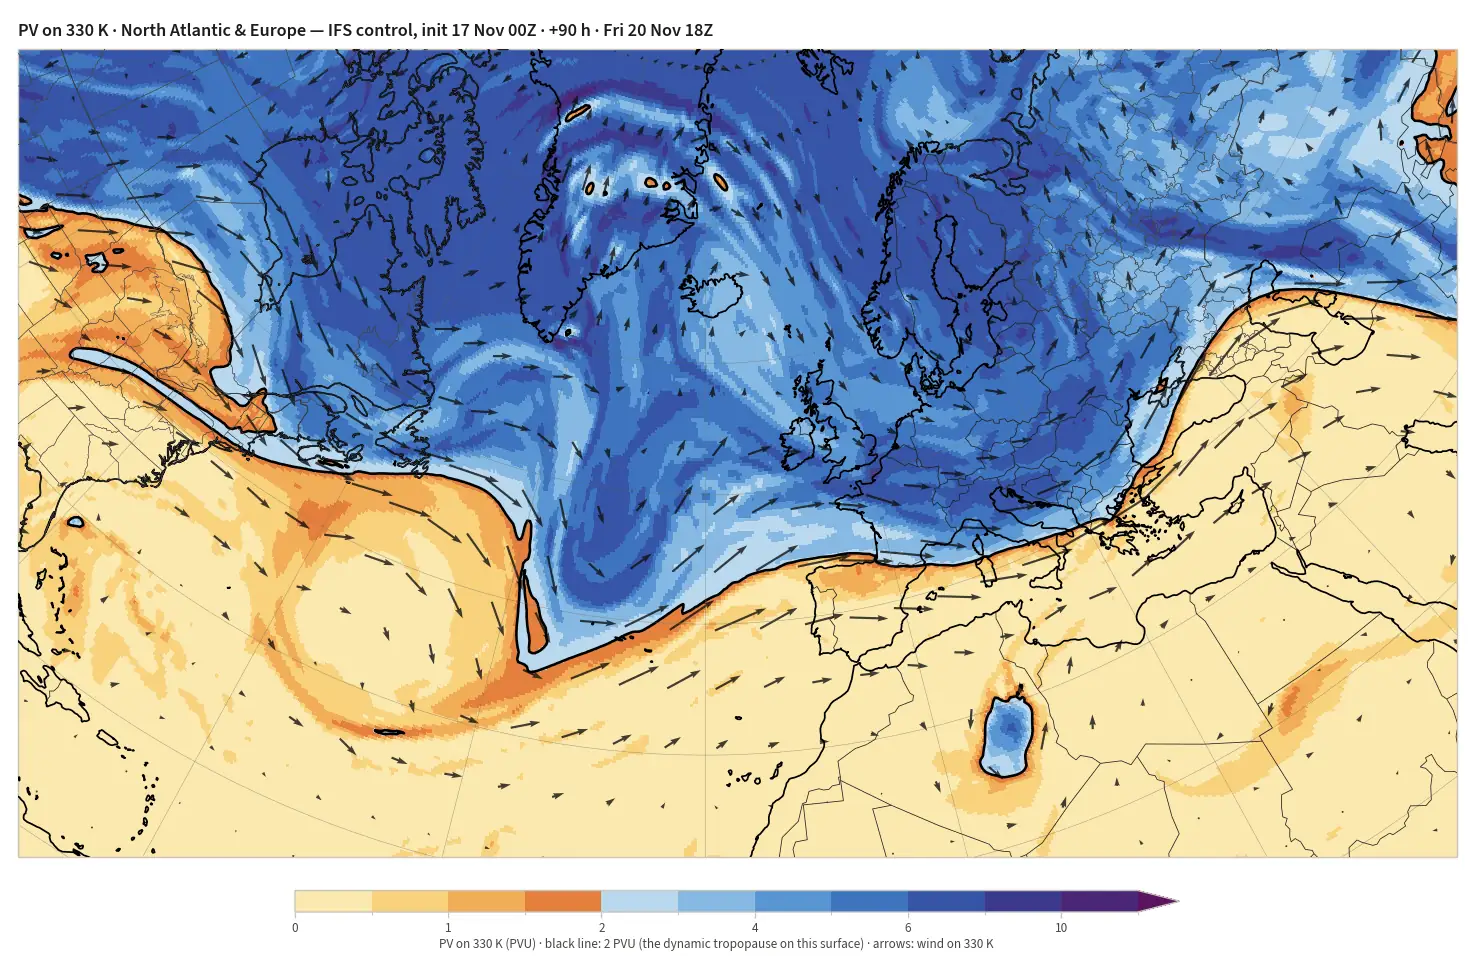 PV on 330 K · North Atlantic & Europe — IFS control, init 17 Nov 00Z · +90 h · Fri 20 Nov 18Z
0 1 2 4 6 10
PV on 330 K (PVU) · black line: 2 PVU (the dynamic tropopause on this surface) · arrows: wind on 330 K